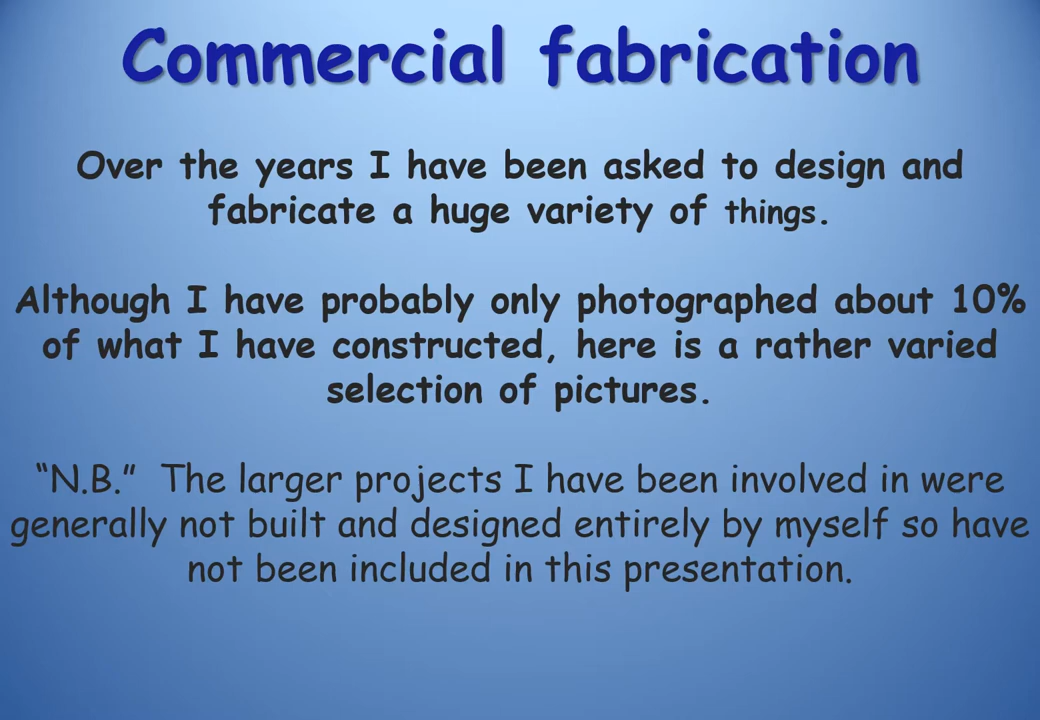 Commercial fabrication
Over the years I have been asked to design and
fabricate a huge variety of things.
Although I have probably only photographed about 10%
of what I have constructed, here is a rather varied
selection of pictures.
“N.B.”  The larger projects I have been involved in were
generally not built and designed entirely by myself so have
not been included in this presentation.